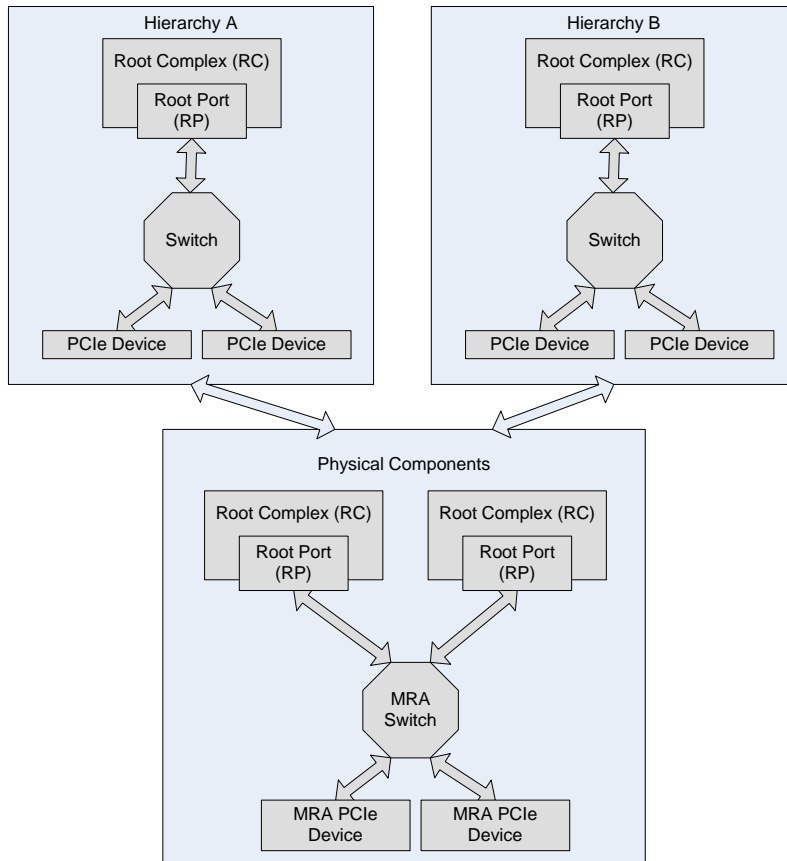 Hierarchy A
Root Complex (RC)
Root Port
(RP)
Switch
PCIe Device
PCIe Device
Hierarchy B
Root Complex (RC)
Root Port
(RP)
Switch
PCIe Device
PCIe Device
Physical Components
Root Complex (RC)
Root Port
(RP)
Root Complex (RC)
Root Port
(RP)
MRA
Switch
MRA PCIe
Device
MRA PCIe
Device